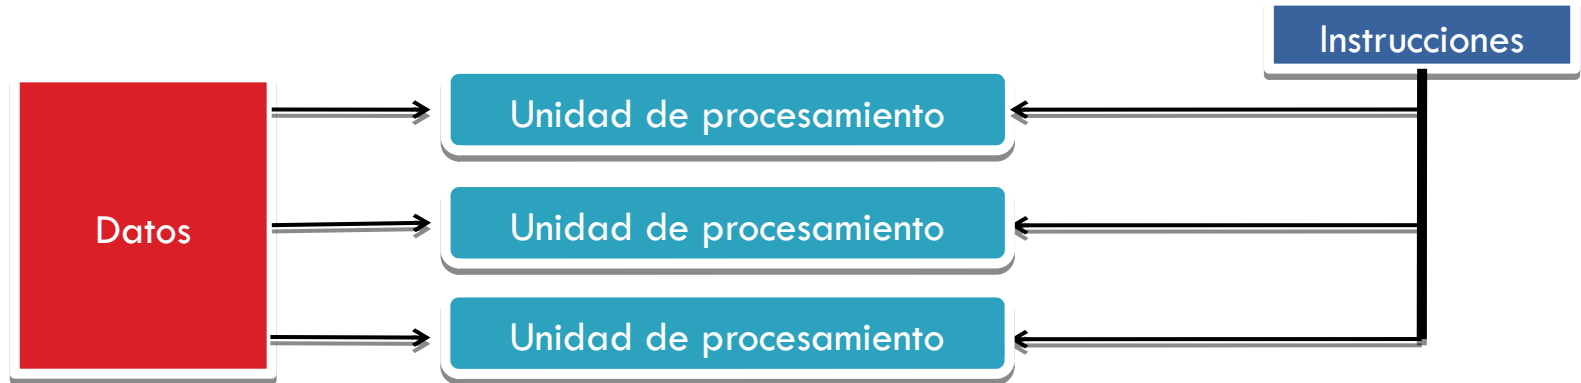 Instrucciones
Unidad de procesamiento
Datos
Unidad de procesamiento
Unidad de procesamiento